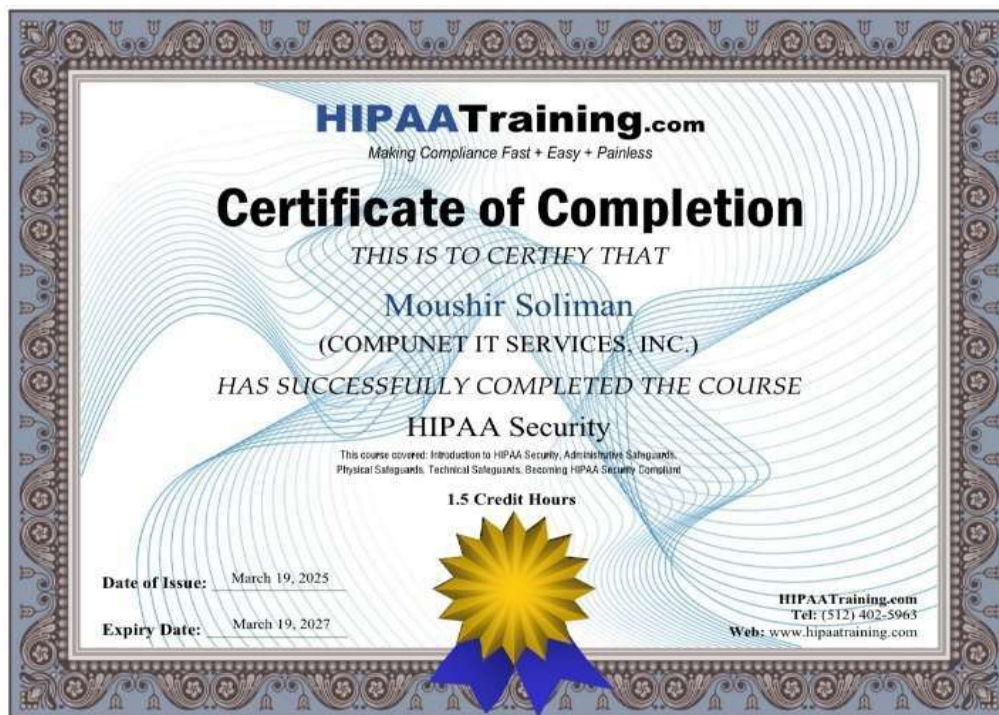 HIPAATraining.com
Making Compliance Fast + Easy + Painless
Certificate of Completion
THIS IS TO CERTIFY THAT
Moushir Soliman
(COMPUNET IT SERVICES, INC.)
HAS SUCCESSFULLY COMPLETED THE COURSE
HIPAA Security
This course covered: Introduction to HIPAA Security, Administrative Safeguards,
Physical Safeguards, Technical Safeguards, Becoming HIPAA Security Compliant
1.5 Credit Hours
Date of Issue: March 19, 2025
Expiry Date: March 19, 2027
HIPAATraining.com
Tel: (512) 402-5963
Web: www.hipaatraining.com